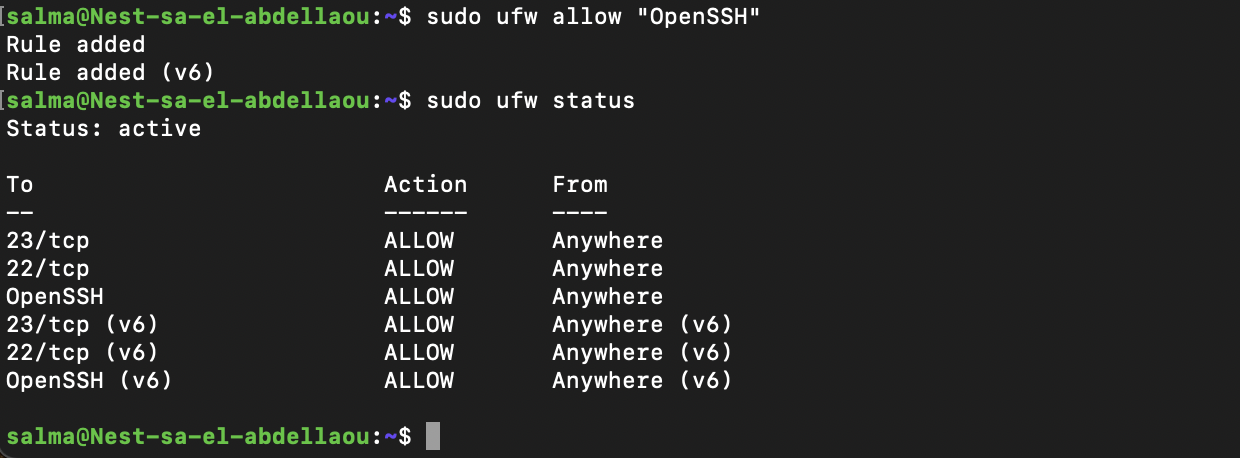 salma@Nest-sa-el-abdellaou:~$ sudo ufw allow "OpenSSH"
Rule added
Rule added (v6)
salma@Nest-sa-el-abdellaou:~$ sudo ufw status
Status: active
To                         Action      From
--                         ------      ----
23/tcp                     ALLOW       Anywhere
22/tcp                     ALLOW       Anywhere
OpenSSH                    ALLOW       Anywhere
23/tcp (v6)                ALLOW       Anywhere (v6)
22/tcp (v6)                ALLOW       Anywhere (v6)
OpenSSH (v6)               ALLOW       Anywhere (v6)
salma@Nest-sa-el-abdellaou:~$